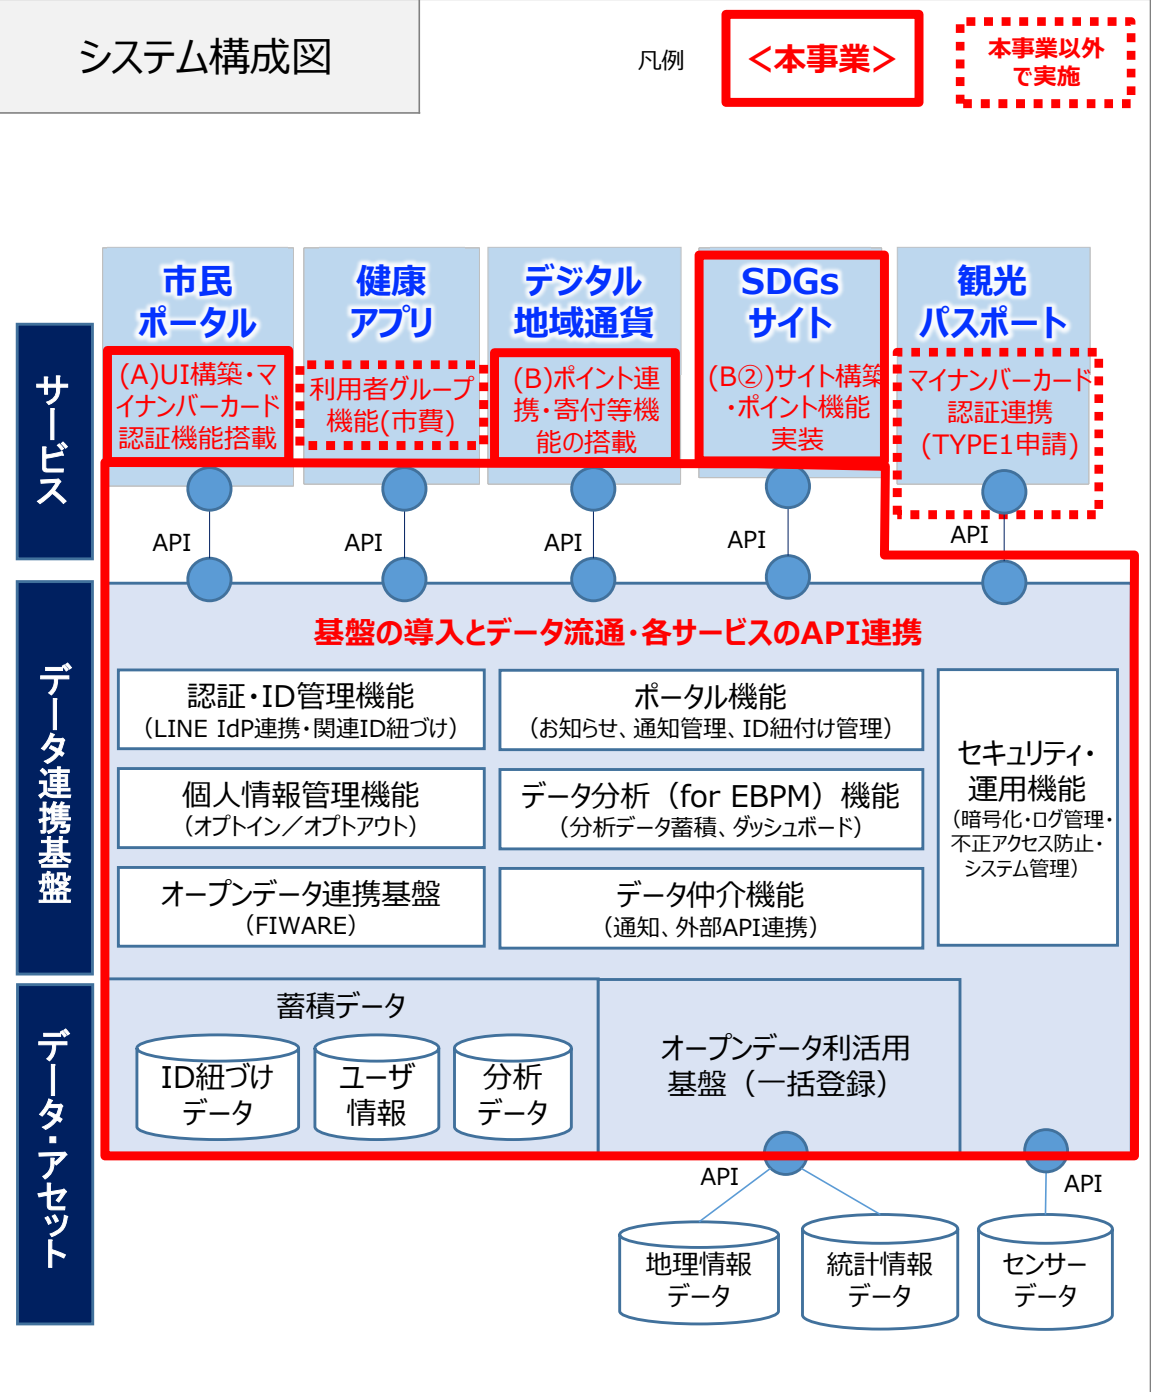 システム構成図
凡例
＜本事業＞
本事業以外
で実施
市民
ポータル
(A)UI構築・マ
イナンバーカード
認証機能搭載
健康
アプリ
利用者グループ
機能(市費)
デジタル
地域通貨
(B)ポイント連
携・寄付等機
能の搭載
SDGs
サイト
(B②)サイト構築
・ポイント機能
実装
観光
パスポート
マイナンバーカード
認証連携
(TYPE1申請)
サービス
API
API
API
API
API
データ連携基盤
基盤の導入とデータ流通・各サービスのAPI連携
認証・ID管理機能
（LINE IdP連携・関連ID紐づけ）
ポータル機能
（お知らせ、通知管理、ID紐付け管理）
個人情報管理機能
（オプトイン／オプトアウト）
データ分析（for EBPM）機能
（分析データ蓄積、ダッシュボード）
オープンデータ連携基盤
（FIWARE）
データ仲介機能
（通知、外部API連携）
セキュリティ・
運用機能
（暗号化・ログ管理・
不正アクセス防止・
システム管理）
データ・アセット
蓄積データ
ID紐づけ
データ
ユーザ
情報
分析
データ
オープンデータ利活用
基盤（一括登録）
API
API
地理情報
データ
統計情報
データ
センサー
データ